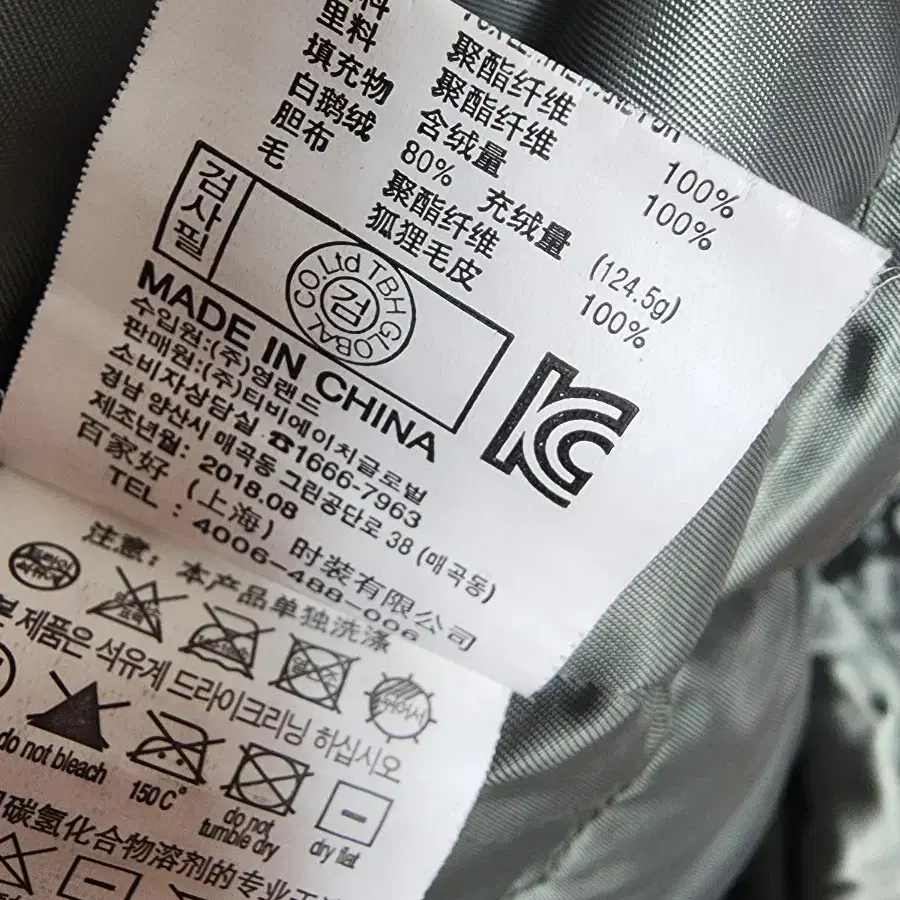 里料 聚酯纤维 100%
填充物 聚酯纤维 100%
白鹅绒 含绒量
80% 充绒量 (124.5g)
胆布 聚酯纤维 100%
毛 狐狸毛皮
검사필
TBH GLOBAL CO.Ltd
검
KC
MADE IN CHINA
수입원:(주)영랜드
판매원:(주)티비에이치글로벌
소비자상담실 ☎1666-7963
경남 양산시 매곡동 그린공단로 38 (매곡동)
제조년월: 2018.08
百家好 (上海) 时装有限公司
TEL : 4006-488-006
注意: 本产品单独洗涤
본 제품은 석유계 드라이크리닝 하십시오
do not bleach
150C°
do not
tumble dry
dry flat
碳氢化合物溶剂的专业干